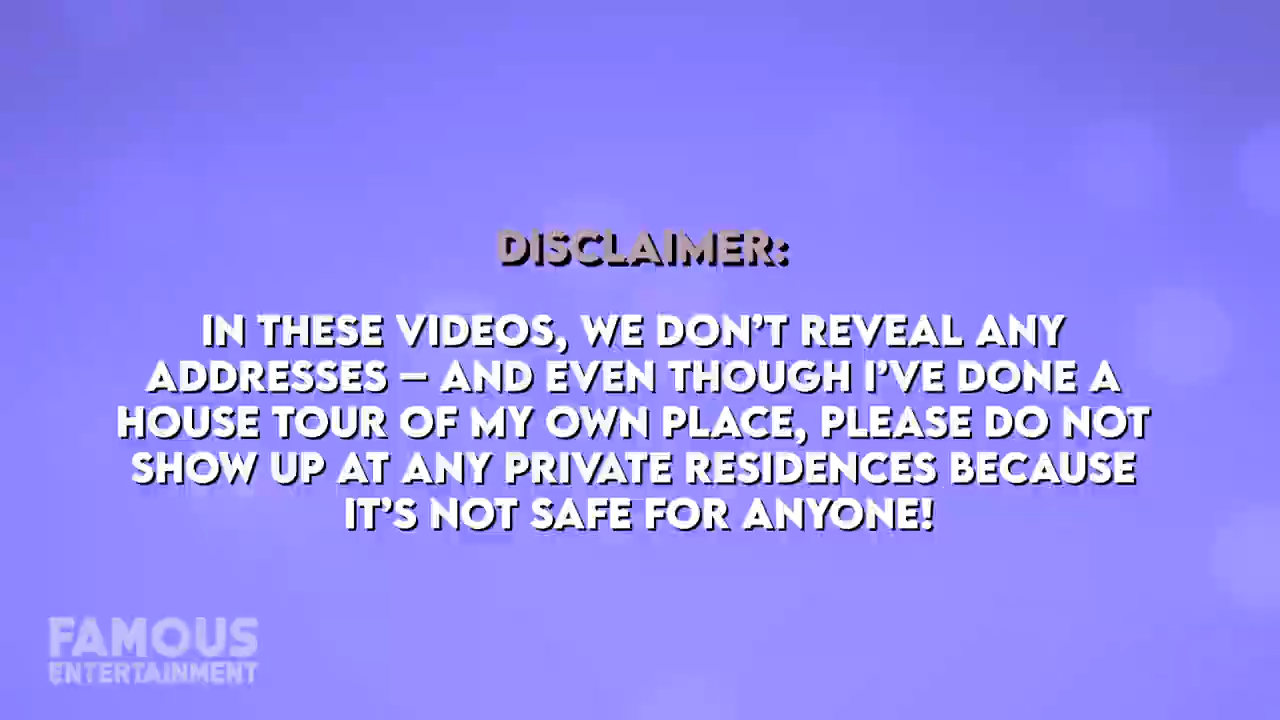 DISCLAIMER:
IN THESE VIDEOS, WE DON’T REVEAL ANY
ADDRESSES – AND EVEN THOUGH I’VE DONE A
HOUSE TOUR OF MY OWN PLACE, PLEASE DO NOT
SHOW UP AT ANY PRIVATE RESIDENCES BECAUSE
IT’S NOT SAFE FOR ANYONE!
FAMOUS
ENTERTAINMENT